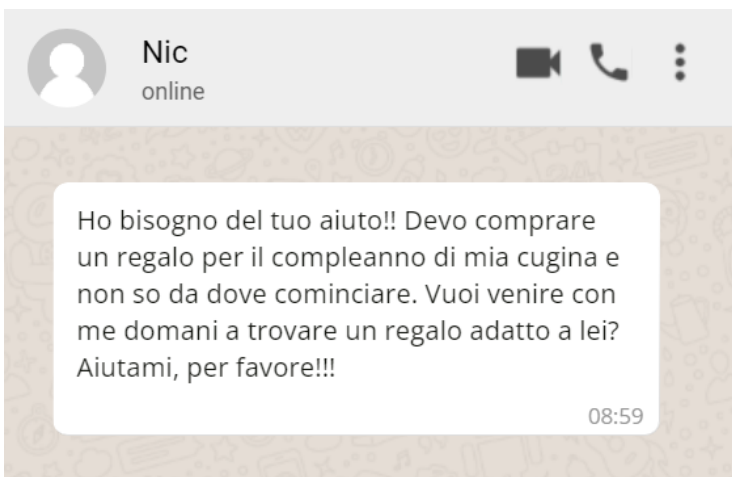 Nic
online
Ho bisogno del tuo aiuto!! Devo comprare
un regalo per il compleanno di mia cugina e
non so da dove cominciare. Vuoi venire con
me domani a trovare un regalo adatto a lei?
Aiutami, per favore!!!
08:59